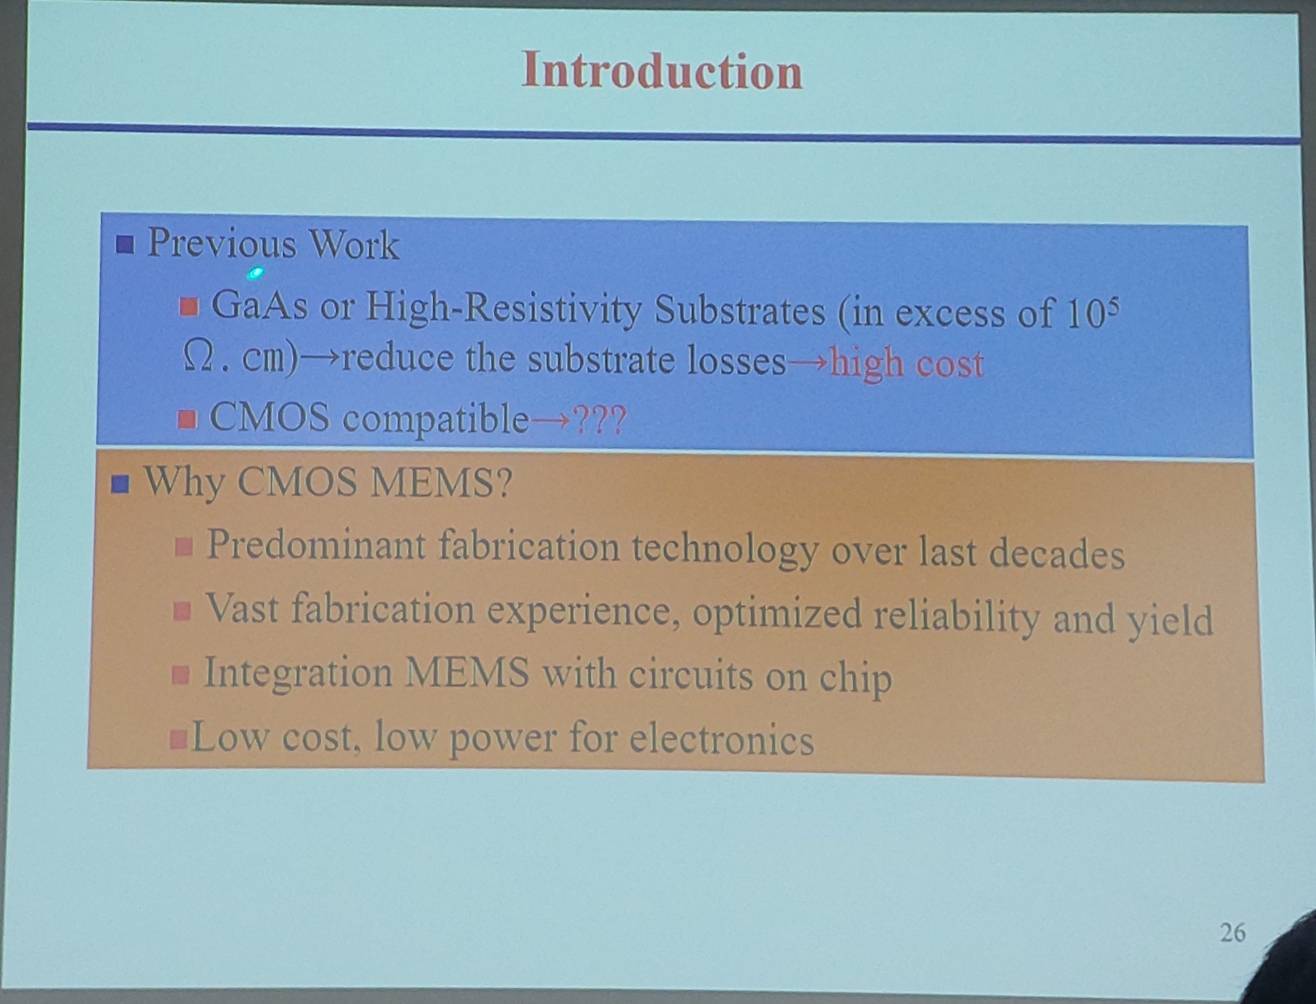 Introduction
Previous Work
GaAs or High-Resistivity Substrates (in excess of 10⁵
Ω . cm)→reduce the substrate losses→high cost
CMOS compatible→???
Why CMOS MEMS?
Predominant fabrication technology over last decades
Vast fabrication experience, optimized reliability and yield
Integration MEMS with circuits on chip
Low cost, low power for electronics
26